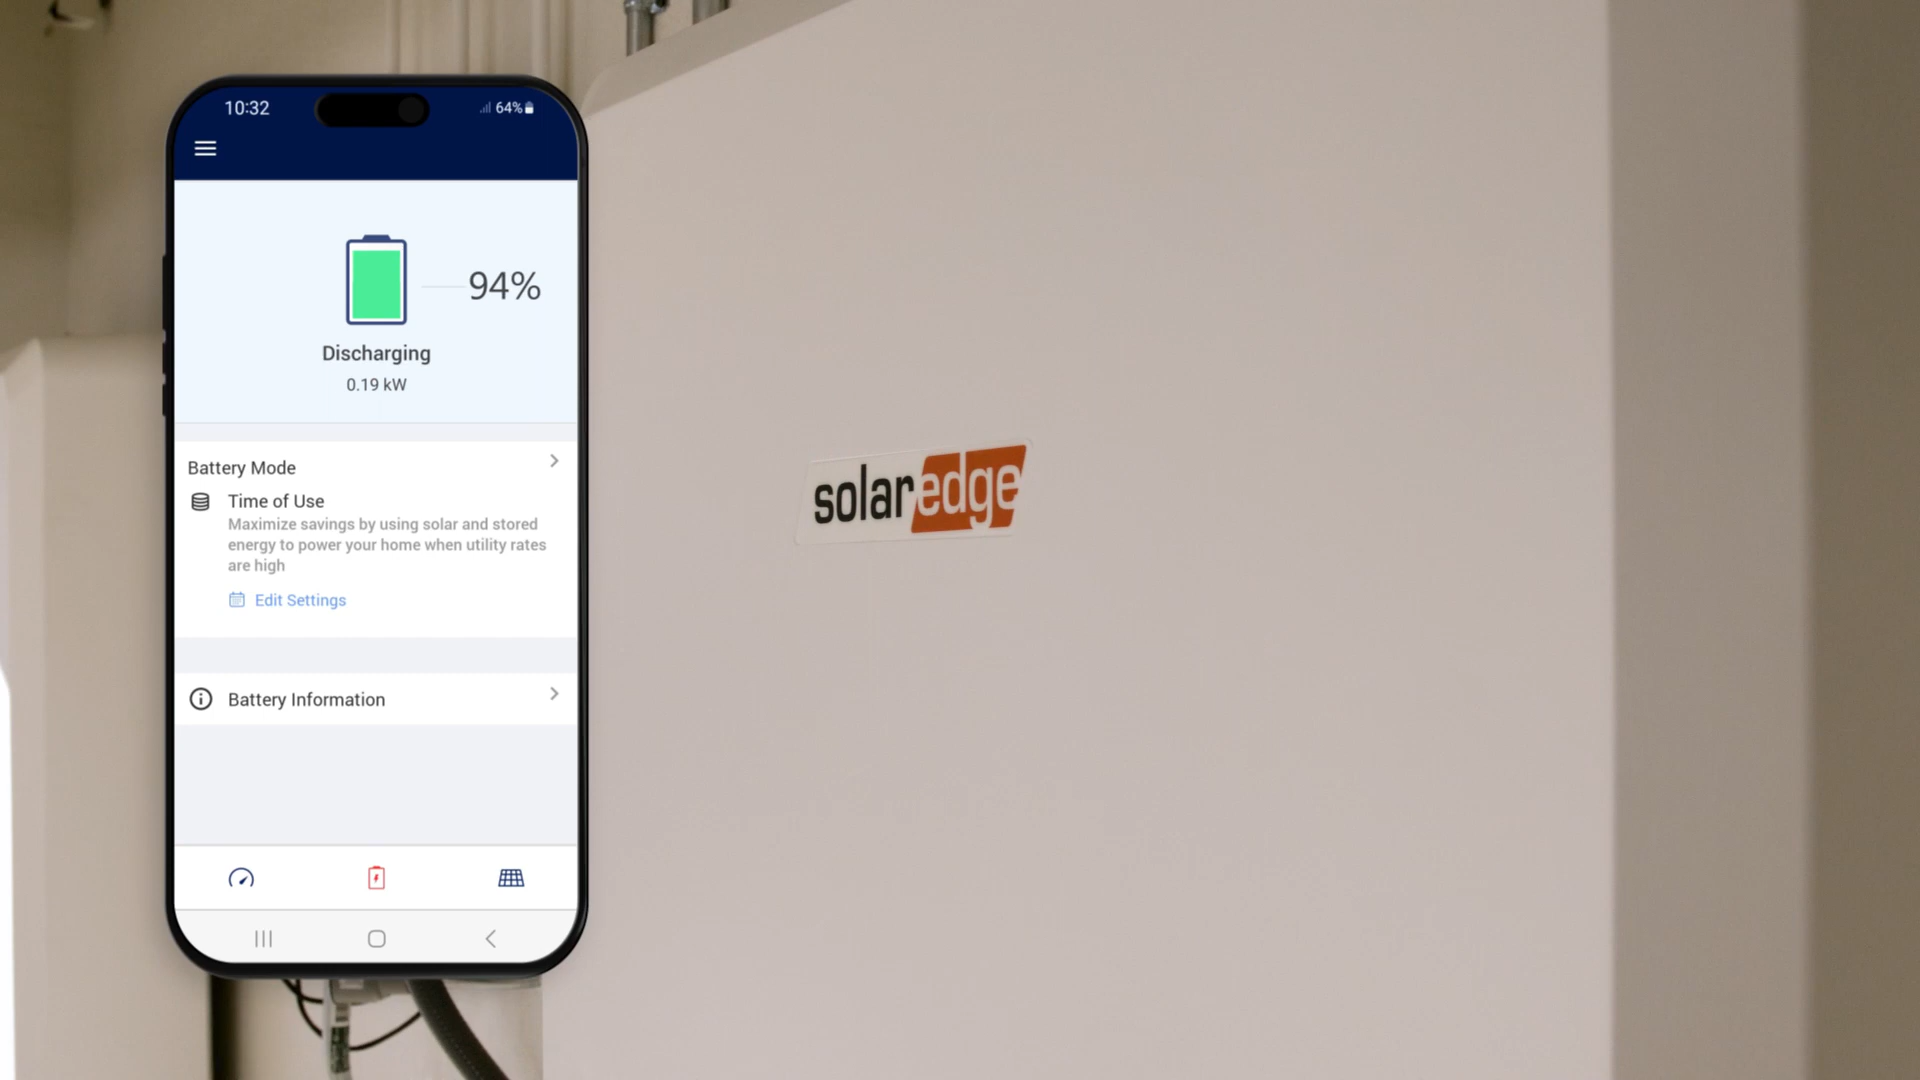 10:32
64%
94%
Discharging
0.19 kW
Battery Mode
Time of Use
Maximize savings by using solar and stored
energy to power your home when utility rates
are high
Edit Settings
Battery Information
solaredge